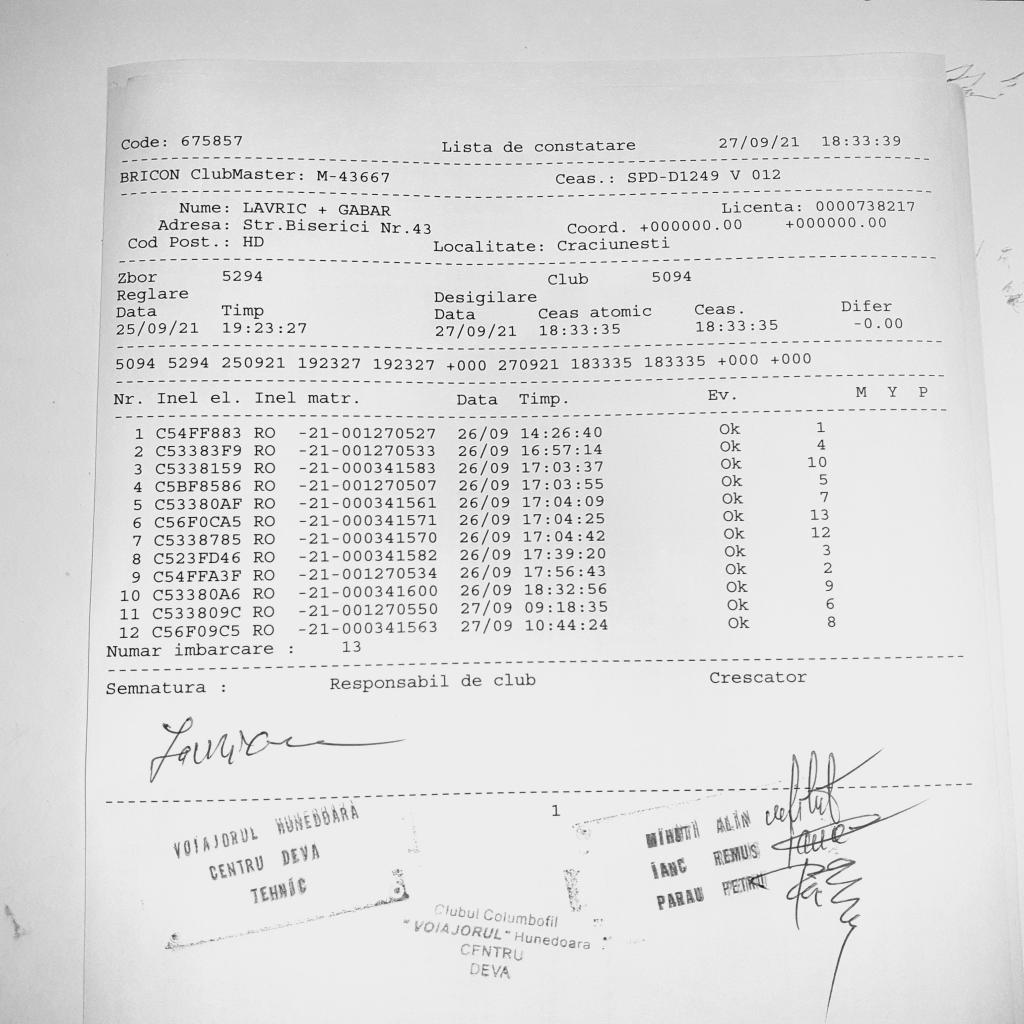 Code: 675857 Lista de constatare 27/09/21 18:33:39
BRICON ClubMaster: M-43667 Ceas.: SPD-D1249 V 012
Nume: LAVRIC + GABAR Licenta: 0000738217
Adresa: Str.Biserici Nr.43 Coord. +000000.00 +000000.00
Cod Post.: HD Localitate: Craciunesti
Zbor 5294 Club 5094
Reglare Desigilare
Data Timp Data Ceas atomic Ceas. Difer
25/09/21 19:23:27 27/09/21 18:33:35 18:33:35 -0.00
5094 5294 250921 192327 192327 +000 270921 183335 183335 +000 +000
Nr. Inel el. Inel matr. Data Timp. Ev. M Y P
1 C54FF883 RO -21-001270527 26/09 14:26:40 Ok 1
2 C53383F9 RO -21-001270533 26/09 16:57:14 Ok 4
3 C5338159 RO -21-000341583 26/09 17:03:37 Ok 10
4 C5BF8586 RO -21-001270507 26/09 17:03:55 Ok 5
5 C53380AF RO -21-000341561 26/09 17:04:09 Ok 7
6 C56F0CA5 RO -21-000341571 26/09 17:04:25 Ok 13
7 C5338785 RO -21-000341570 26/09 17:04:42 Ok 12
8 C523FD46 RO -21-000341582 26/09 17:39:20 Ok 3
9 C54FFA3F RO -21-001270534 26/09 17:56:43 Ok 2
10 C53380A6 RO -21-000341600 26/09 18:32:56 Ok 9
11 C533809C RO -21-001270550 27/09 09:18:35 Ok 6
12 C56F09C5 RO -21-000341563 27/09 10:44:24 Ok 8
Numar imbarcare : 13
Semnatura : Responsabil de club Crescator
1
VOIAJORUL HUNEDOARA
CENTRU DEVA
TEHNIC
Clubul Columbofil
"VOIAJORUL" Hunedoara
CENTRU
DEVA
ALIN
IANC REMUS
PARAU PETRU